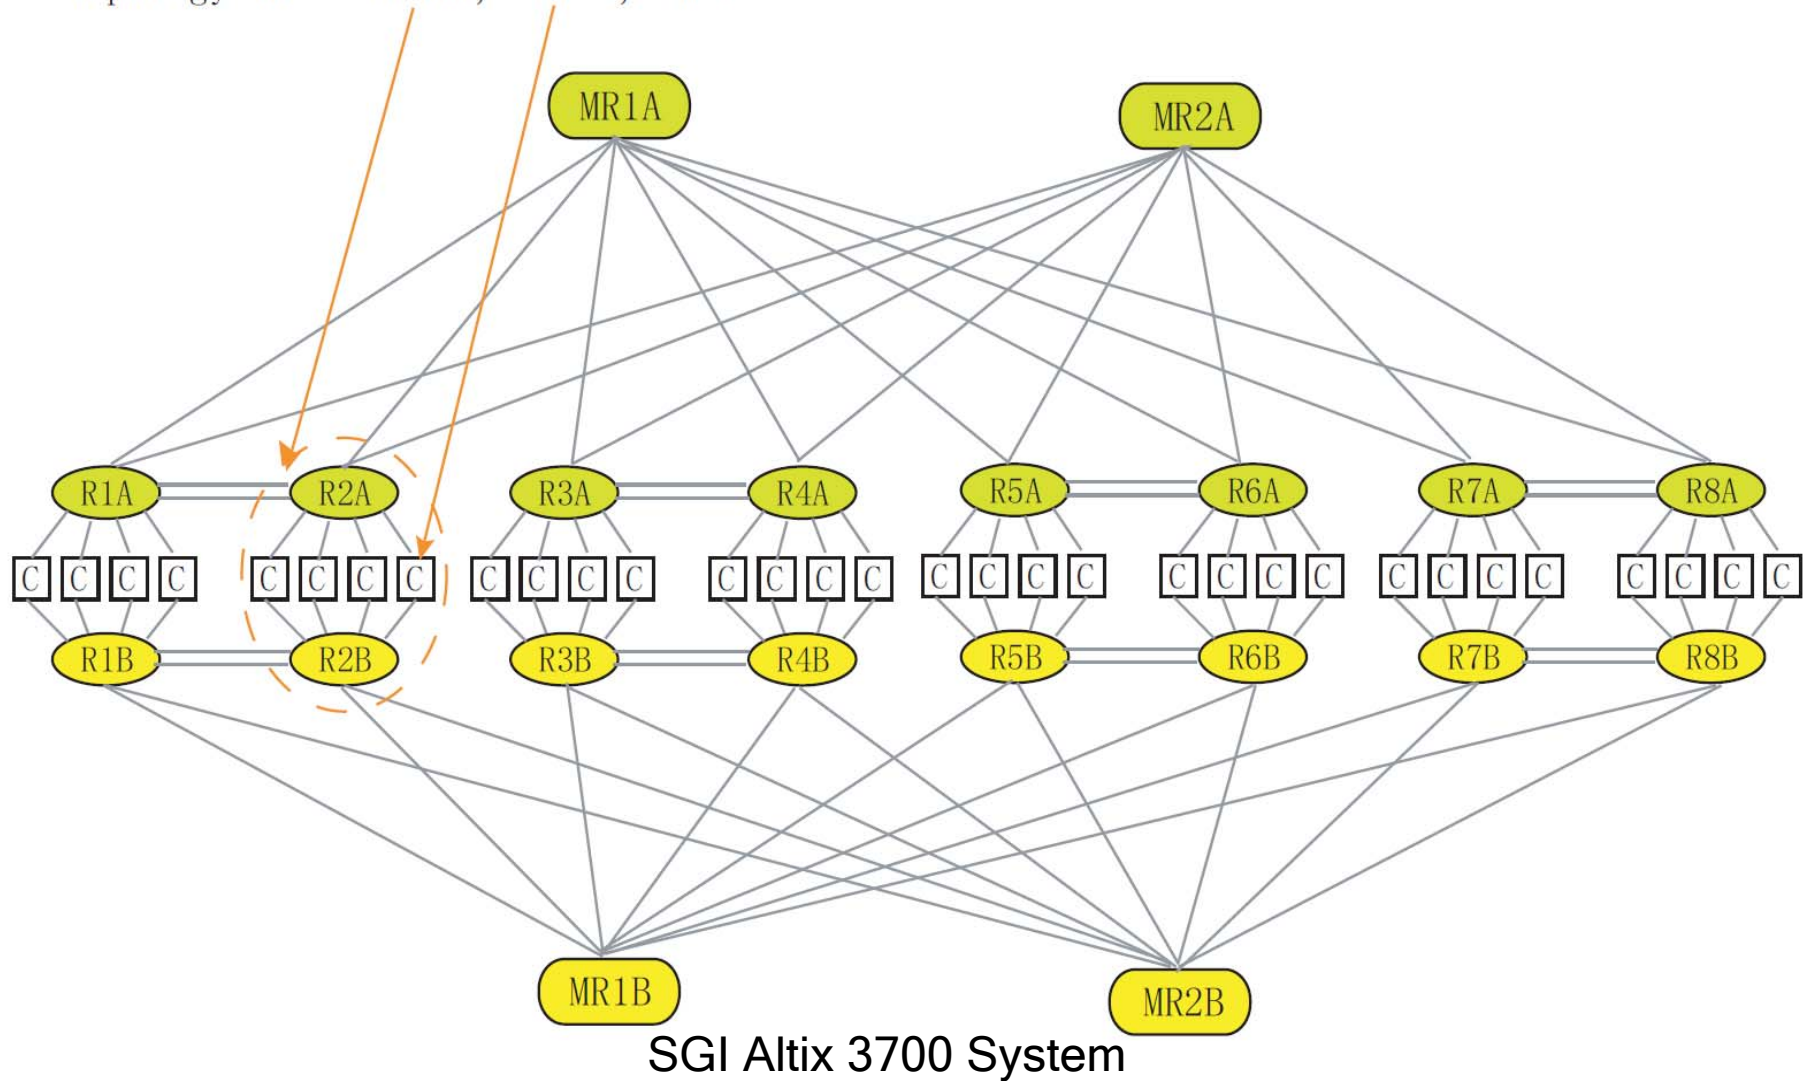 MR1A MR2A
R1A R2A R3A R4A R5A R6A R7A R8A
C C C C C C C C C C C C C C C C C C C C C C C C C C C C C C C C
R1B R2B R3B R4B R5B R6B R7B R8B
MR1B MR2B
SGI Altix 3700 System